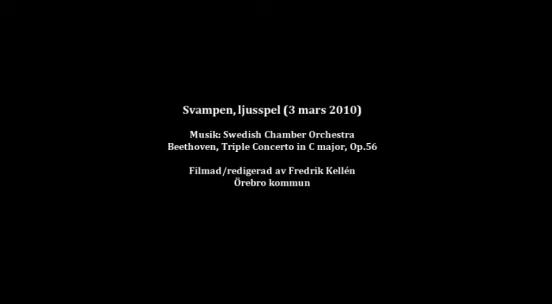 Svampen, ljusspel (3 mars 2010)
Musik: Swedish Chamber Orchestra
Beethoven, Triple Concerto in C major, Op.56
Filmad/redigerad av Fredrik Kellén
Örebro kommun